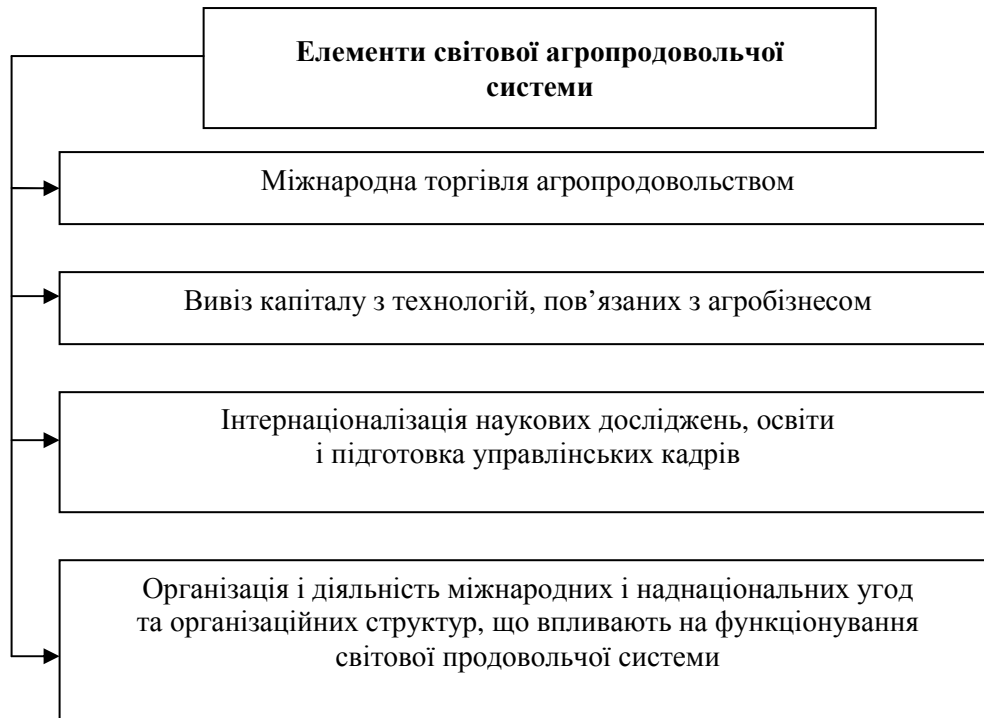 Елементи світової агропродовольчої
системи
Міжнародна торгівля агропродовольством
Вивіз капіталу з технологій, пов’язаних з агробізнесом
Інтернаціоналізація наукових досліджень, освіти
і підготовка управлінських кадрів
Організація і діяльність міжнародних і наднаціональних угод
та організаційних структур, що впливають на функціонування
світової продовольчої системи